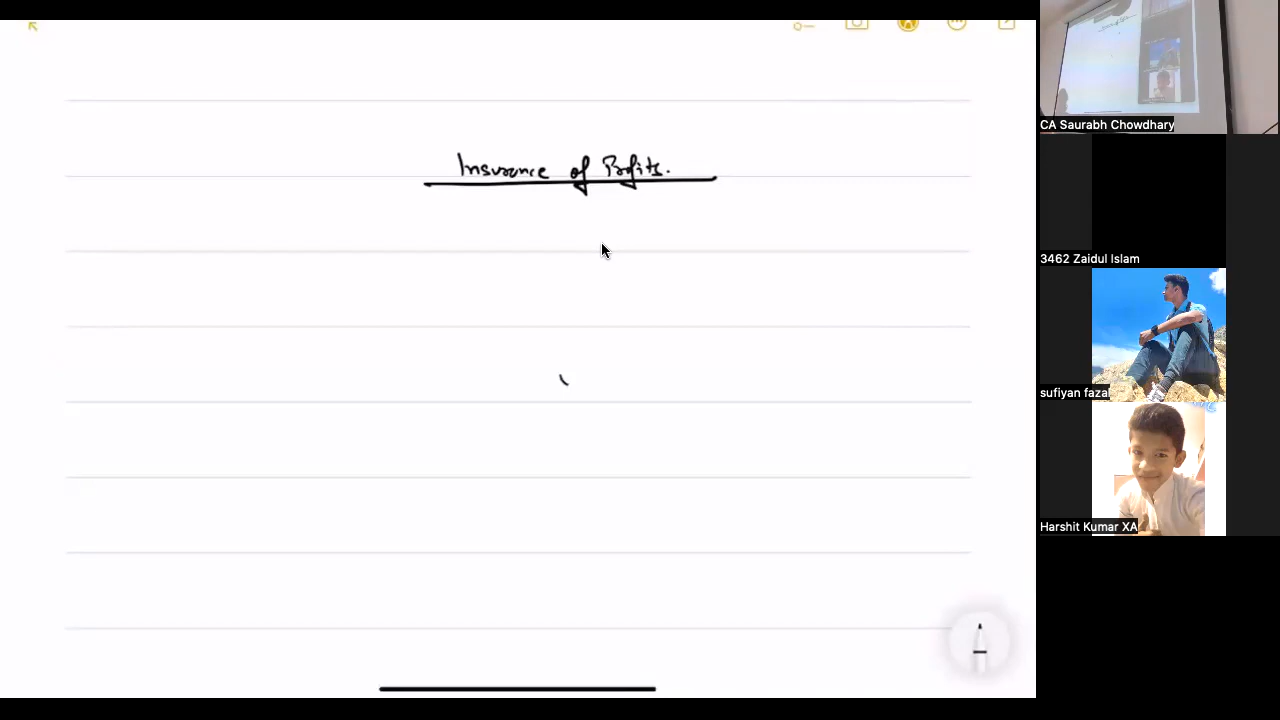 Insurance of Profits.
CA Saurabh Chowdhary
3462 Zaidul Islam
sufiyan fazal
Harshit Kumar XA